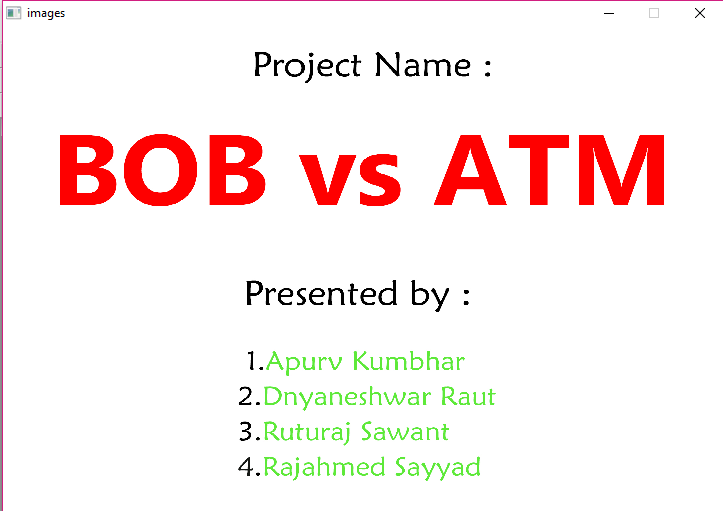 images
Project Name :
BOB vs ATM
Presented by :
1.Apurv Kumbhar
2.Dnyaneshwar Raut
3.Ruturaj Sawant
4.Rajahmed Sayyad